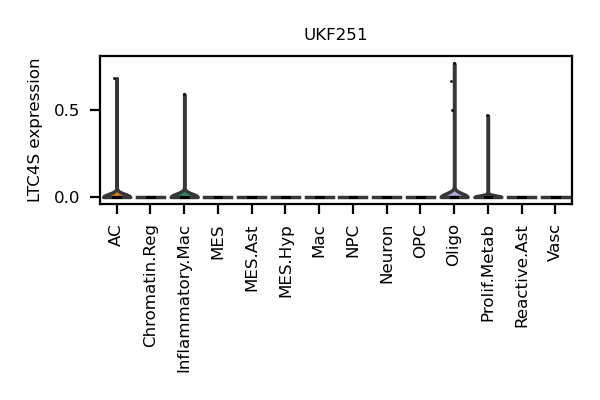 UKF251
LTC4S expression
0.5
0.0
AC
Chromatin.Reg
Inflammatory.Mac
MES
MES.Ast
MES.Hyp
Mac
NPC
Neuron
OPC
Oligo
Prolif.Metab
Reactive.Ast
Vasc